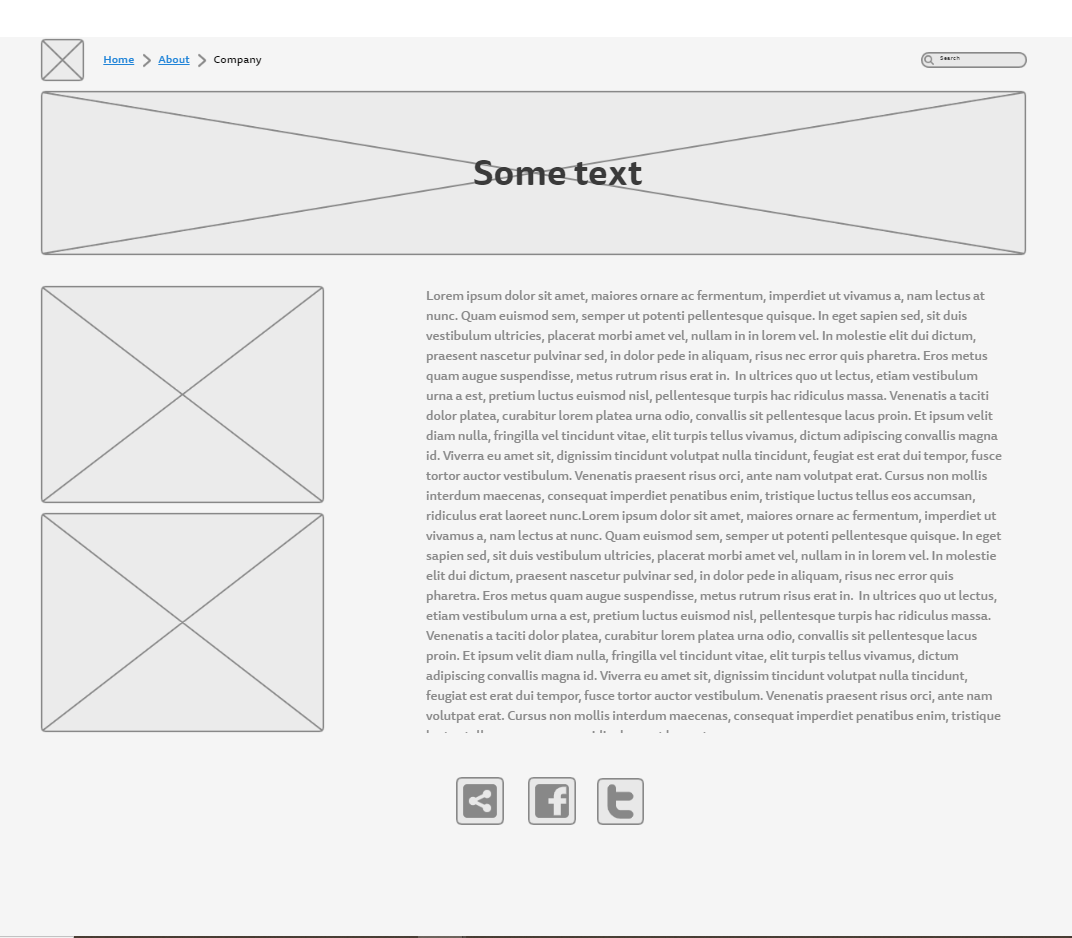 Home > About > Company
Search
Some text
Lorem ipsum dolor sit amet, maiores ornare ac fermentum, imperdiet ut vivamus a, nam lectus at
nunc. Quam euismod sem, semper ut potenti pellentesque quisque. In eget sapien sed, sit duis
vestibulum ultricies, placerat morbi amet vel, nullam in in lorem vel. In molestie elit dui dictum,
praesent nascetur pulvinar sed, in dolor pede in aliquam, risus nec error quis pharetra. Eros metus
quam augue suspendisse, metus rutrum risus erat in.  In ultrices quo ut lectus, etiam vestibulum
urna a est, pretium luctus euismod nisl, pellentesque turpis hac ridiculus massa. Venenatis a taciti
dolor platea, curabitur lorem platea urna odio, convallis sit pellentesque lacus proin. Et ipsum velit
diam nulla, fringilla vel tincidunt vitae, elit turpis tellus vivamus, dictum adipiscing convallis magna
id. Viverra eu amet sit, dignissim tincidunt volutpat nulla tincidunt, feugiat est erat dui tempor, fusce
tortor auctor vestibulum. Venenatis praesent risus orci, ante nam volutpat erat. Cursus non mollis
interdum maecenas, consequat imperdiet penatibus enim, tristique luctus tellus eos accumsan,
ridiculus erat laoreet nunc.Lorem ipsum dolor sit amet, maiores ornare ac fermentum, imperdiet ut
vivamus a, nam lectus at nunc. Quam euismod sem, semper ut potenti pellentesque quisque. In eget
sapien sed, sit duis vestibulum ultricies, placerat morbi amet vel, nullam in in lorem vel. In molestie
elit dui dictum, praesent nascetur pulvinar sed, in dolor pede in aliquam, risus nec error quis
pharetra. Eros metus quam augue suspendisse, metus rutrum risus erat in.  In ultrices quo ut lectus,
etiam vestibulum urna a est, pretium luctus euismod nisl, pellentesque turpis hac ridiculus massa.
Venenatis a taciti dolor platea, curabitur lorem platea urna odio, convallis sit pellentesque lacus
proin. Et ipsum velit diam nulla, fringilla vel tincidunt vitae, elit turpis tellus vivamus, dictum
adipiscing convallis magna id. Viverra eu amet sit, dignissim tincidunt volutpat nulla tincidunt,
feugiat est erat dui tempor, fusce tortor auctor vestibulum. Venenatis praesent risus orci, ante nam
volutpat erat. Cursus non mollis interdum maecenas, consequat imperdiet penatibus enim, tristique